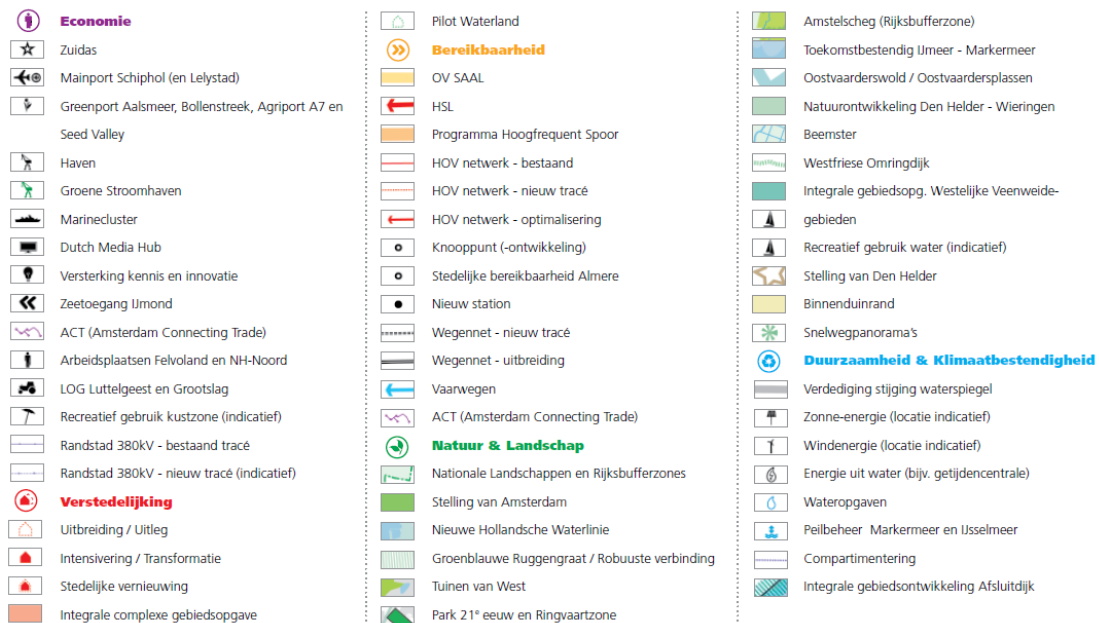 Economie
Zuidas
Mainport Schiphol (en Lelystad)
Greenport Aalsmeer, Bollenstreek, Agriport A7 en
Seed Valley
Haven
Groene Stroomhaven
Marinecluster
Dutch Media Hub
Versterking kennis en innovatie
Zeetoegang IJmond
ACT (Amsterdam Connecting Trade)
Arbeidsplaatsen Felvoland en NH-Noord
LOG Luttelgeest en Grootslag
Recreatief gebruik kustzone (indicatief)
Randstad 380kV - bestaand tracé
Randstad 380kV - nieuw tracé (indicatief)
Verstedelijking
Uitbreiding / Uitleg
Intensivering / Transformatie
Stedelijke vernieuwing
Integrale complexe gebiedsopgave
Pilot Waterland
Bereikbaarheid
OV SAAL
HSL
Programma Hoogfrequent Spoor
HOV netwerk - bestaand
HOV netwerk - nieuw tracé
HOV netwerk - optimalisering
Knooppunt (-ontwikkeling)
Stedelijke bereikbaarheid Almere
Nieuw station
Wegennet - nieuw tracé
Wegennet - uitbreiding
Vaarwegen
ACT (Amsterdam Connecting Trade)
Natuur & Landschap
Nationale Landschappen en Rijksbufferzones
Stelling van Amsterdam
Nieuwe Hollandsche Waterlinie
Groenblauwe Ruggengraat / Robuuste verbinding
Tuinen van West
Park 21e eeuw en Ringvaartzone
Amstelscheg (Rijksbufferzone)
Toekomstbestendig IJmeer - Markermeer
Oostvaarderswold / Oostvaardersplassen
Natuurontwikkeling Den Helder - Wieringen
Beemster
Westfriese Omringdijk
Integrale gebiedsopg. Westelijke Veenweide-
gebieden
Recreatief gebruik water (indicatief)
Stelling van Den Helder
Binnenduinrand
Snelwegpanorama's
Duurzaamheid & Klimaatbestendigheid
Verdediging stijging waterspiegel
Zonne-energie (locatie indicatief)
Windenergie (locatie indicatief)
Energie uit water (bijv. getijdencentrale)
Wateropgaven
Peilbeheer Markermeer en IJsselmeer
Compartimentering
Integrale gebiedsontwikkeling Afsluitdijk